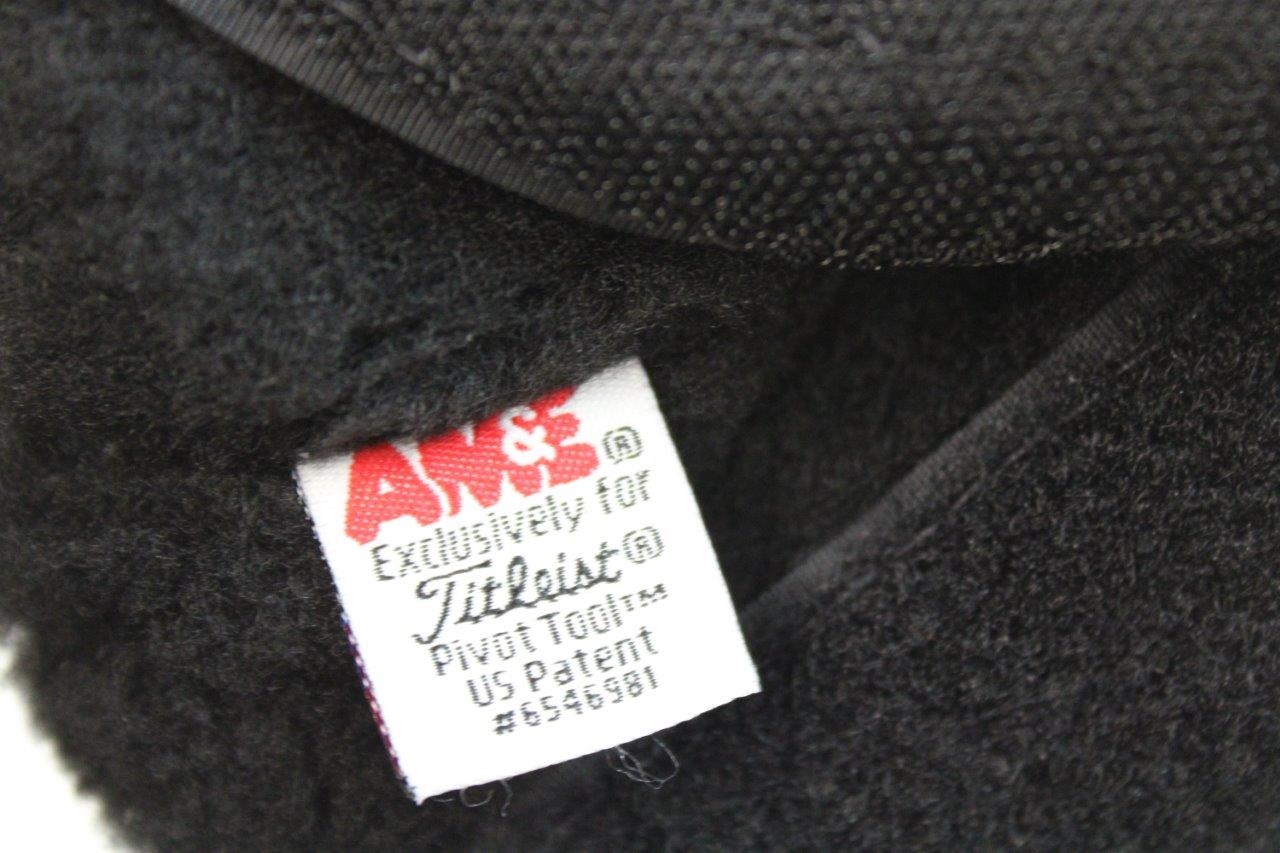 AM&E®
Exclusively for
Titleist®
Pivot Tool™
US Patent
#6546981